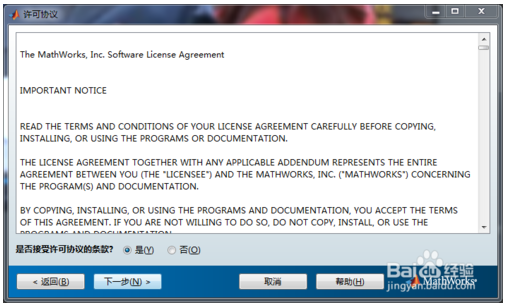 许可协议
The MathWorks, Inc. Software License Agreement
IMPORTANT NOTICE
READ THE TERMS AND CONDITIONS OF YOUR LICENSE AGREEMENT CAREFULLY BEFORE COPYING,
INSTALLING, OR USING THE PROGRAMS OR DOCUMENTATION.
THE LICENSE AGREEMENT TOGETHER WITH ANY APPLICABLE ADDENDUM REPRESENTS THE ENTIRE
AGREEMENT BETWEEN YOU (THE "LICENSEE") AND THE MATHWORKS, INC. ("MATHWORKS") CONCERNING
THE PROGRAM(S) AND DOCUMENTATION.
BY COPYING, INSTALLING, OR USING THE PROGRAMS AND DOCUMENTATION, YOU ACCEPT THE TERMS
OF THIS AGREEMENT. IF YOU ARE NOT WILLING TO DO SO, DO NOT COPY, INSTALL, OR USE THE
PROGRAMS AND DOCUMENTATION
是否接受许可协议的条款? 是(Y) 否(O)
< 返回(B) 下一步(N) > 取消 帮助(H) MathWorks
Baidu 经验
jingyan.baidu.com